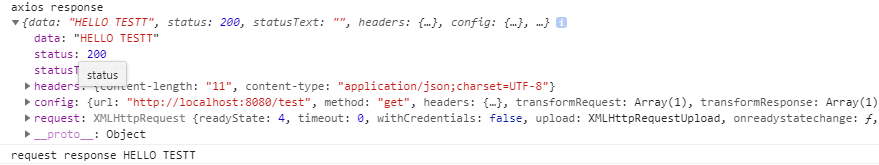 axios response
{data: "HELLO TESTT", status: 200, statusText: "", headers: {…}, config: {…}, …} i
data: "HELLO TESTT"
status: 200
statusT
status
headers: {content-length: "11", content-type: "application/json;charset=UTF-8"}
config: {url: "http://localhost:8080/test", method: "get", headers: {…}, transformRequest: Array(1), transformResponse: Array(1)
request: XMLHttpRequest {readyState: 4, timeout: 0, withCredentials: false, upload: XMLHttpRequestUpload, onreadystatechange: ƒ,
__proto__: Object
request response HELLO TESTT